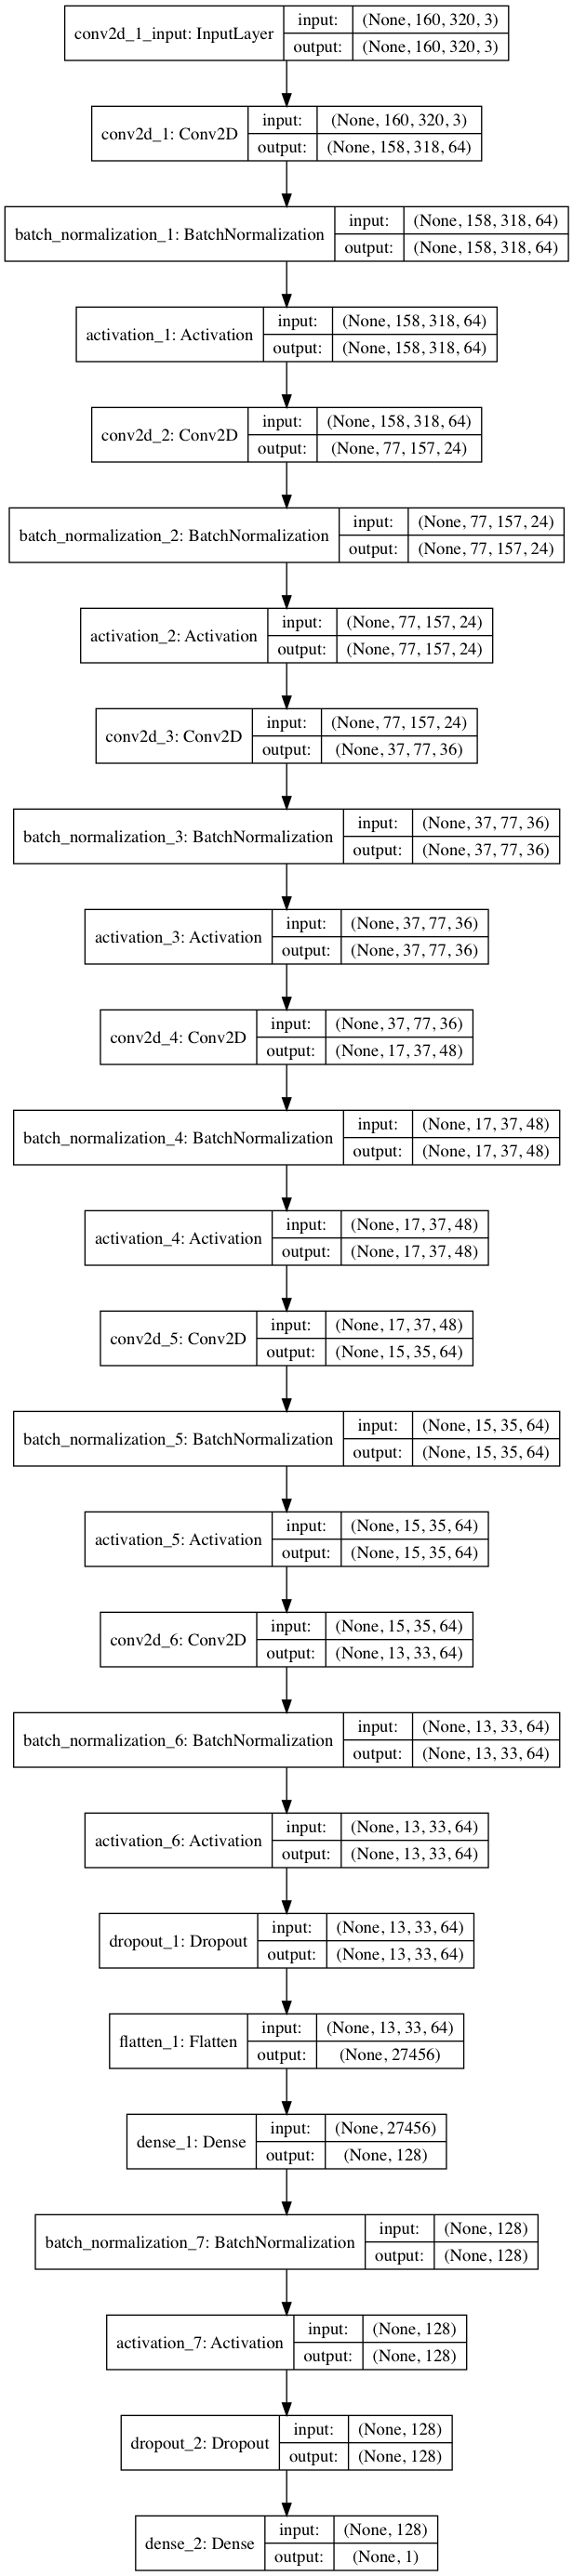 conv2d_1_input: InputLayer
input: (None, 160, 320, 3)
output: (None, 160, 320, 3)
conv2d_1: Conv2D
input: (None, 160, 320, 3)
output: (None, 158, 318, 64)
batch_normalization_1: BatchNormalization
input: (None, 158, 318, 64)
output: (None, 158, 318, 64)
activation_1: Activation
input: (None, 158, 318, 64)
output: (None, 158, 318, 64)
conv2d_2: Conv2D
input: (None, 158, 318, 64)
output: (None, 77, 157, 24)
batch_normalization_2: BatchNormalization
input: (None, 77, 157, 24)
output: (None, 77, 157, 24)
activation_2: Activation
input: (None, 77, 157, 24)
output: (None, 77, 157, 24)
conv2d_3: Conv2D
input: (None, 77, 157, 24)
output: (None, 37, 77, 36)
batch_normalization_3: BatchNormalization
input: (None, 37, 77, 36)
output: (None, 37, 77, 36)
activation_3: Activation
input: (None, 37, 77, 36)
output: (None, 37, 77, 36)
conv2d_4: Conv2D
input: (None, 37, 77, 36)
output: (None, 17, 37, 48)
batch_normalization_4: BatchNormalization
input: (None, 17, 37, 48)
output: (None, 17, 37, 48)
activation_4: Activation
input: (None, 17, 37, 48)
output: (None, 17, 37, 48)
conv2d_5: Conv2D
input: (None, 17, 37, 48)
output: (None, 15, 35, 64)
batch_normalization_5: BatchNormalization
input: (None, 15, 35, 64)
output: (None, 15, 35, 64)
activation_5: Activation
input: (None, 15, 35, 64)
output: (None, 15, 35, 64)
conv2d_6: Conv2D
input: (None, 15, 35, 64)
output: (None, 13, 33, 64)
batch_normalization_6: BatchNormalization
input: (None, 13, 33, 64)
output: (None, 13, 33, 64)
activation_6: Activation
input: (None, 13, 33, 64)
output: (None, 13, 33, 64)
dropout_1: Dropout
input: (None, 13, 33, 64)
output: (None, 13, 33, 64)
flatten_1: Flatten
input: (None, 13, 33, 64)
output: (None, 27456)
dense_1: Dense
input: (None, 27456)
output: (None, 128)
batch_normalization_7: BatchNormalization
input: (None, 128)
output: (None, 128)
activation_7: Activation
input: (None, 128)
output: (None, 128)
dropout_2: Dropout
input: (None, 128)
output: (None, 128)
dense_2: Dense
input: (None, 128)
output: (None, 1)